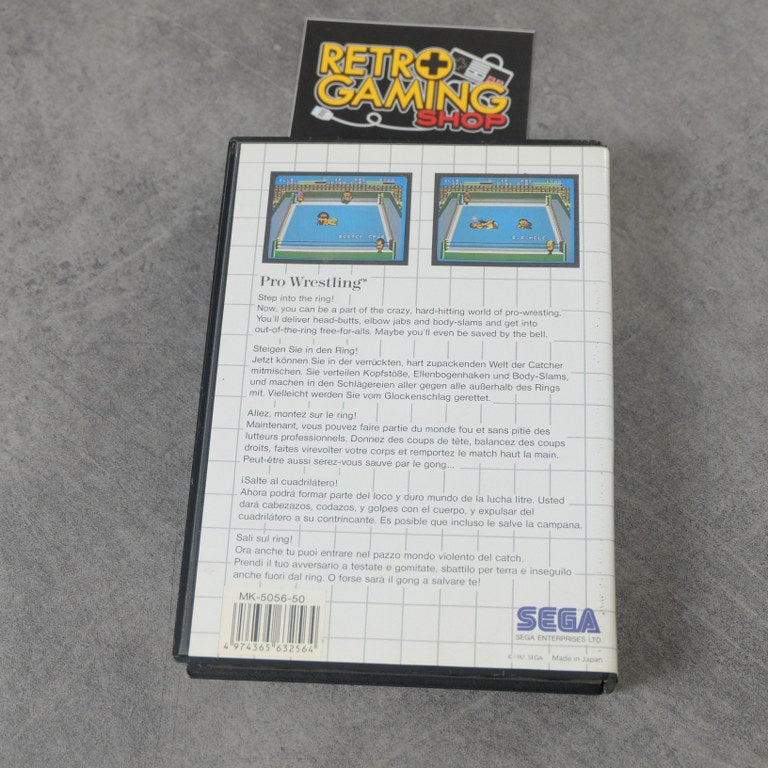 RETRO
GAMING
SHOP
Pro Wrestling™
Step into the ring!
Now, you can be a part of the crazy, hard-hitting world of pro-wrestling.
You'll deliver head-butts, elbow jabs and body-slams and get into
out-of-the-ring free-for-alls. Maybe you'll even be saved by the bell.
Steigen Sie in den Ring!
Jetzt können Sie in der verrückten, hart zupackenden Welt der Catcher
mitmischen. Sie verteilen Kopfstöße, Ellenbogenhaken und Body-Slams,
und machen in den Schlägereien aller gegen alle außerhalb des Rings
mit. Vielleicht werden Sie vom Glockenschlag gerettet.
Allez, montez sur le ring!
Maintenant, vous pouvez faire partie du monde fou et sans pitié des
lutteurs professionnels. Donnez des coups de tête, balancez des coups
droits, faites virevolter votre corps et remportez le match haut la main.
Peut-être aussi serez-vous sauvé par le gong...
¡Salte al cuadrilátero!
Ahora podrá formar parte del loco y duro mundo de la lucha litre. Usted
dará cabezazos, codazos, y golpes con el cuerpo, y expulsar del
cuadrilátero a su contrincante. Es posible que incluso le salve la campana.
Sali sul ring!
Ora anche tu puoi entrare nel pazzo mondo violento del catch.
Prendi il tuo avversario a testate e gomitate, sbattilo per terra e inseguilo
anche fuori dal ring. O forse sarà il gong a salvare te!
MK-5056-50
4 974365 632564
SEGA
SEGA ENTERPRISES LTD.
SEGA Made in Japan